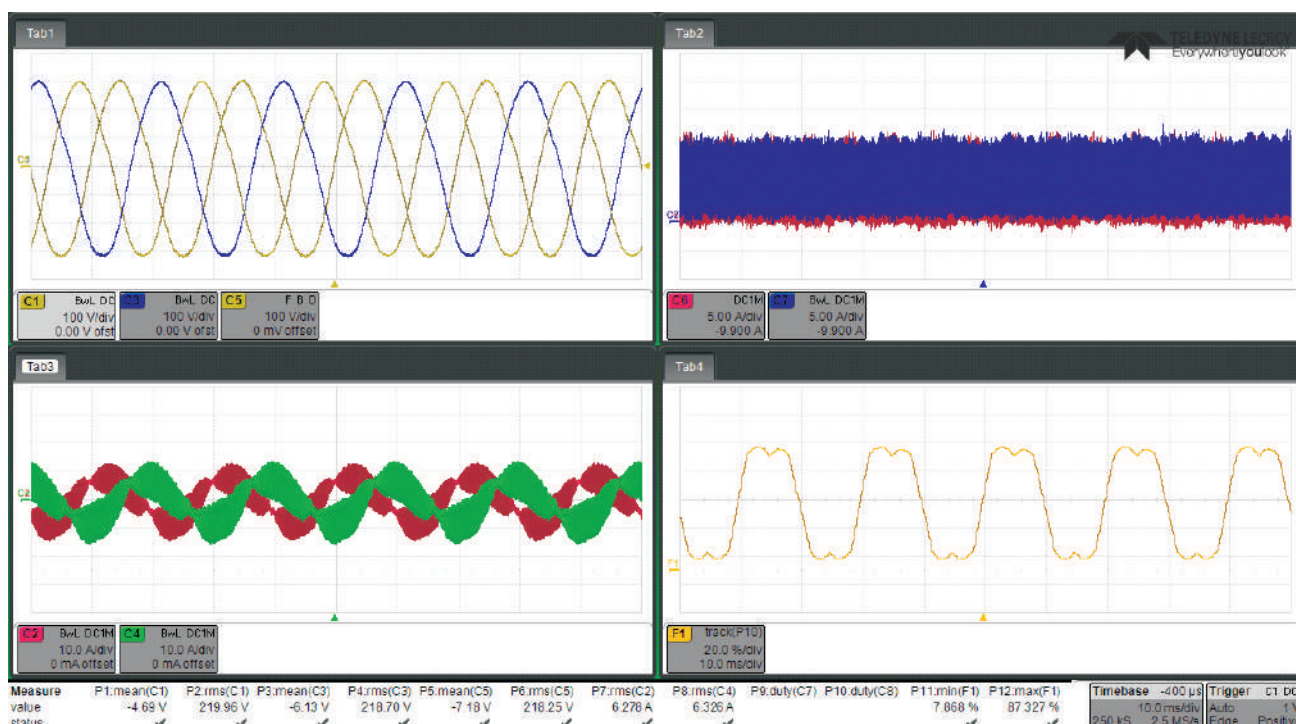 Tab1
Tab2
TELEDYNE LECROY
Everywhereyoulook
C1 BwL DC
100 V/div
0.00 V ofst
C3 BwL DC
100 V/div
0.00 V ofst
C5 F B D
100 V/div
0 mV offset
C6 DC1M
5.00 A/div
-9.900 A
C7 BwL DC1M
5.00 A/div
-9.900 A
Tab3
Tab4
C2
C2 BwL DC1M
10.0 A/div
0 mA offset
C4 BwL DC1M
10.0 A/div
0 mA offset
F1 track(P10)
20.0 %/div
10.0 ms/div
Measure P1:mean(C1) P2:rms(C1) P3:mean(C3) P4:rms(C3) P5:mean(C5) P6:rms(C5) P7:rms(C2) P8:rms(C4) P9:duty(C7) P10:duty(C8) P11:min(F1) P12:max(F1)
value -4.69 V 219.96 V -6.13 V 218.70 V -7.18 V 218.25 V 6.278 A 6.326 A 7.868 % 87.327 %
status
Timebase -400 µs
10.0 ms/div
250 kS 2.5 MS/s
Trigger C1 DC
Auto 1 V
Edge Positive